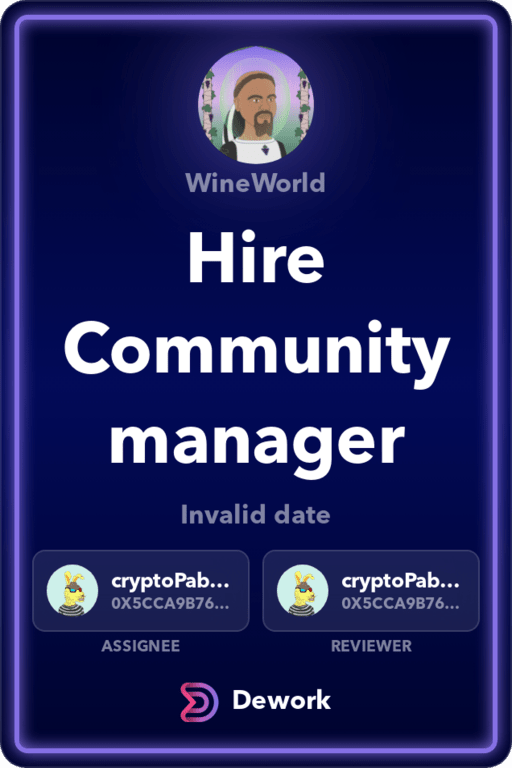 WineWorld
Hire
Community
manager
Invalid date
cryptoPab...
0X5CCA9B76...
ASSIGNEE
cryptoPab...
0X5CCA9B76...
REVIEWER
Dework